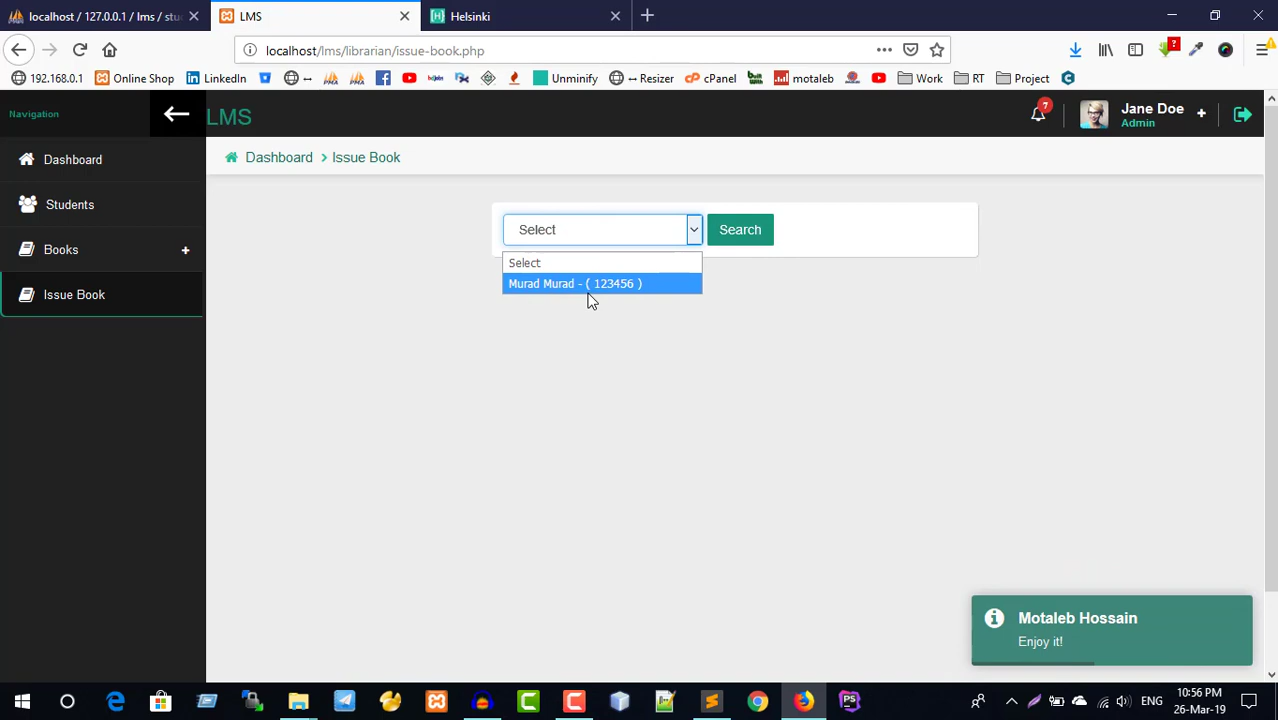 localhost / 127.0.0.1 / lms / stu
LMS
Helsinki
localhost/lms/librarian/issue-book.php
192.168.0.1
Online Shop
LinkedIn
Unminify
Resizer
cPanel
motaleb
Work
RT
Project
Navigation
LMS
7
Jane Doe
Admin
Dashboard
Students
Books
Issue Book
Dashboard > Issue Book
Select
Search
Select
Murad Murad - ( 123456 )
Motaleb Hossain
Enjoy it!
ENG
10:56 PM
26-Mar-19